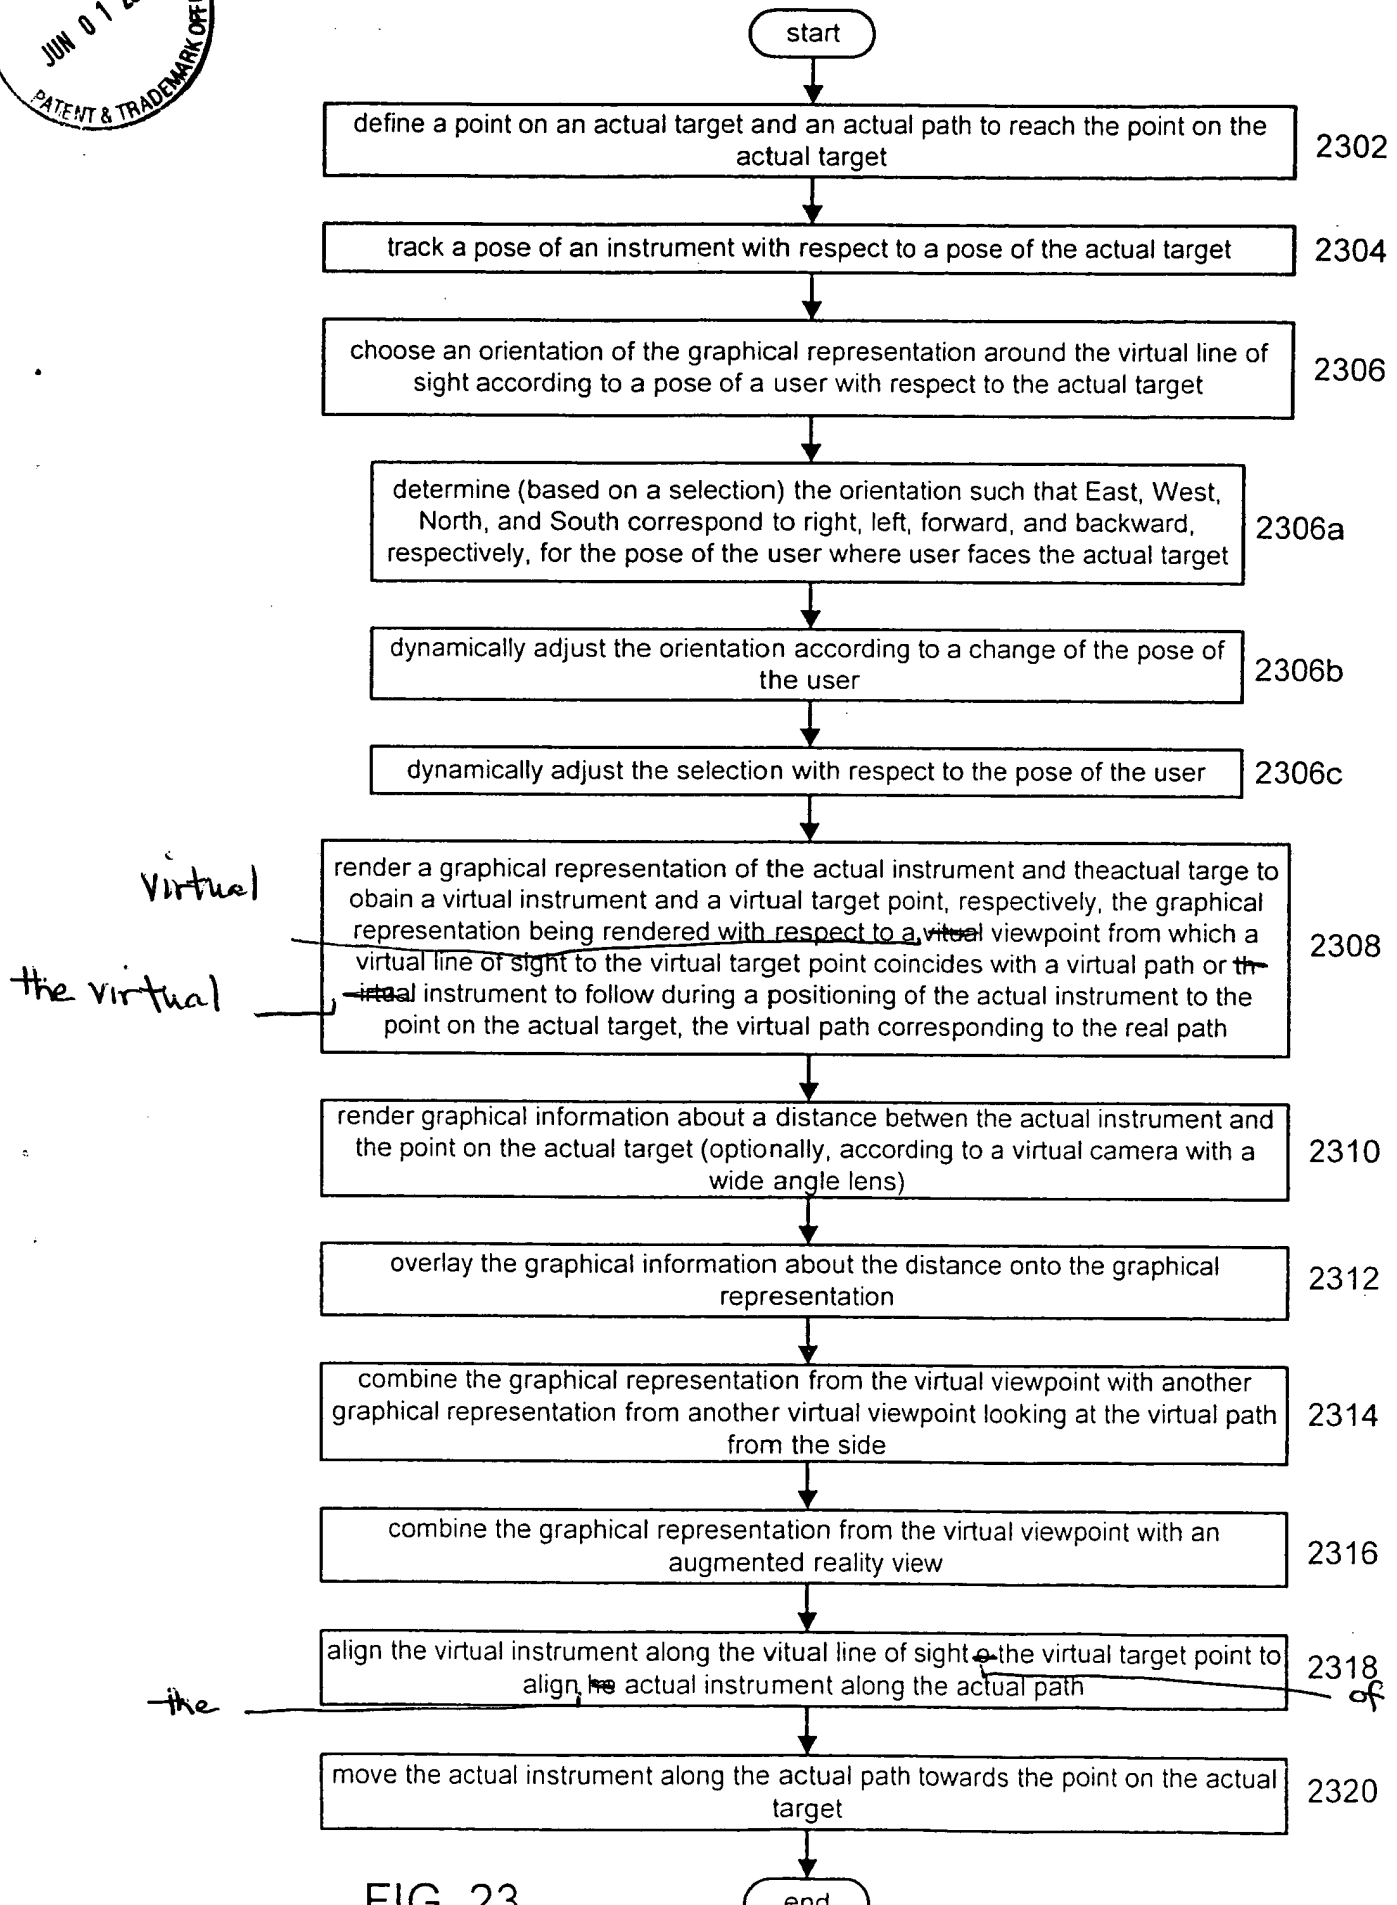 JUN 01
PATENT & TRADEMARK OFF
start
define a point on an actual target and an actual path to reach the point on the
actual target
2302
track a pose of an instrument with respect to a pose of the actual target
2304
choose an orientation of the graphical representation around the virtual line of
sight according to a pose of a user with respect to the actual target
2306
determine (based on a selection) the orientation such that East, West,
North, and South correspond to right, left, forward, and backward,
respectively, for the pose of the user where user faces the actual target
2306a
dynamically adjust the orientation according to a change of the pose of
the user
2306b
dynamically adjust the selection with respect to the pose of the user
2306c
render a graphical representation of the actual instrument and theactual targe to
obain a virtual instrument and a virtual target point, respectively, the graphical
representation being rendered with respect to a vitual viewpoint from which a
virtual line of sight to the virtual target point coincides with a virtual path or th
irtual instrument to follow during a positioning of the actual instrument to the
point on the actual target, the virtual path corresponding to the real path
2308
virtual
the virtual
render graphical information about a distance betwen the actual instrument and
the point on the actual target (optionally, according to a virtual camera with a
wide angle lens)
2310
overlay the graphical information about the distance onto the graphical
representation
2312
combine the graphical representation from the virtual viewpoint with another
graphical representation from another virtual viewpoint looking at the virtual path
from the side
2314
combine the graphical representation from the virtual viewpoint with an
augmented reality view
2316
align the virtual instrument along the vitual line of sight o the virtual target point to
align he actual instrument along the actual path
2318
of
the
move the actual instrument along the actual path towards the point on the actual
target
2320
FIG. 23
end